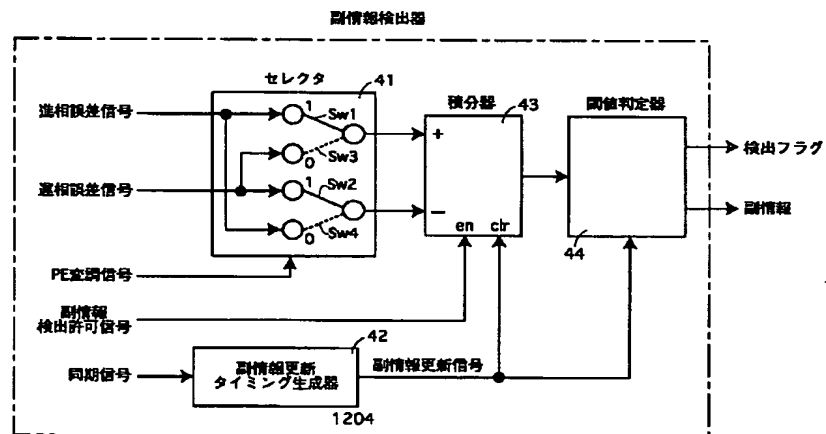 副情報検出器
セレクタ
41
進相誤差信号
1
Sw1
0
Sw3
遅相誤差信号
1
Sw2
0
Sw4
PE変調信号
積分器
43
+
−
en
clr
閾値判定器
44
検出フラグ
副情報
副情報
検出許可信号
同期信号
42
副情報更新
タイミング生成器
1204
副情報更新信号